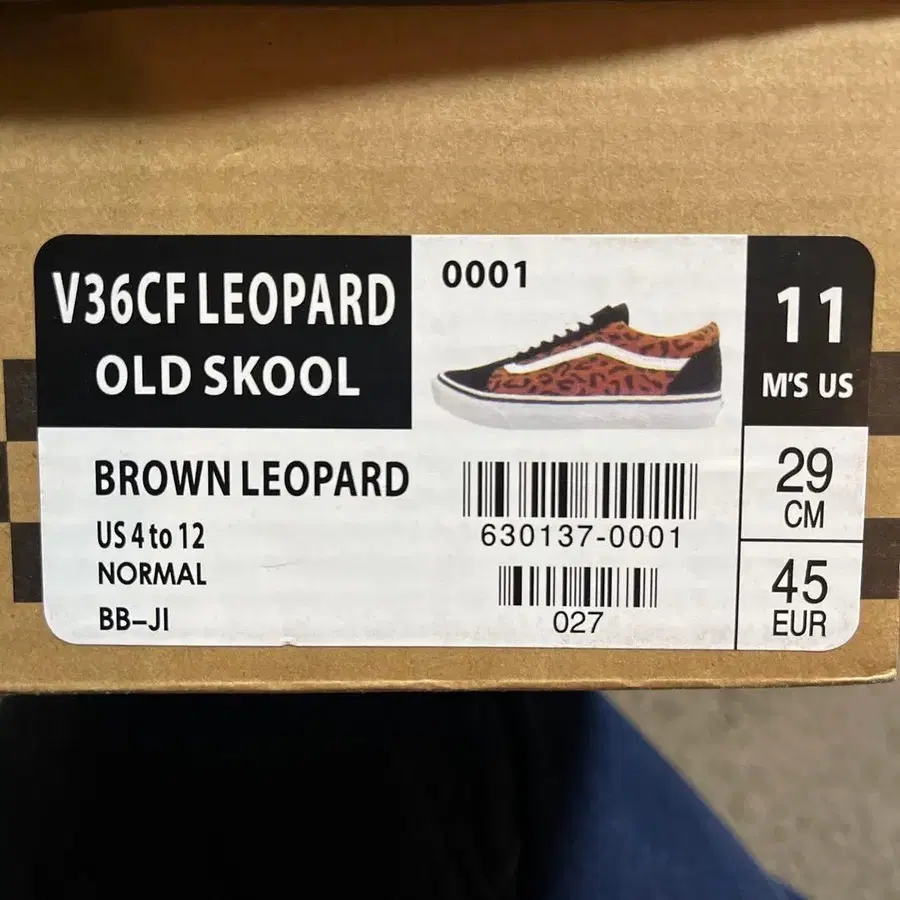 V36CF LEOPARD
OLD SKOOL
0001
11
M'S US
BROWN LEOPARD
US 4 to 12
NORMAL
BB-JI
630137-0001
027
29
CM
45
EUR